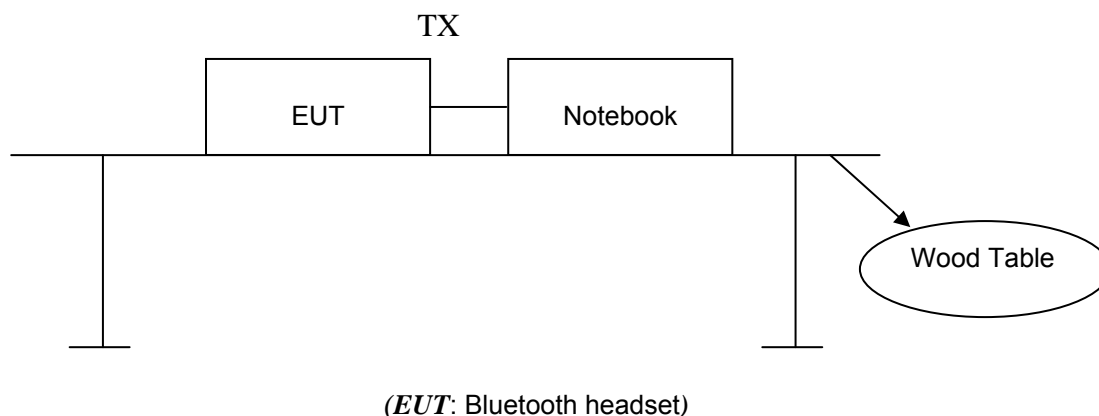 TX
EUT
Notebook
Wood Table
(EUT: Bluetooth headset)